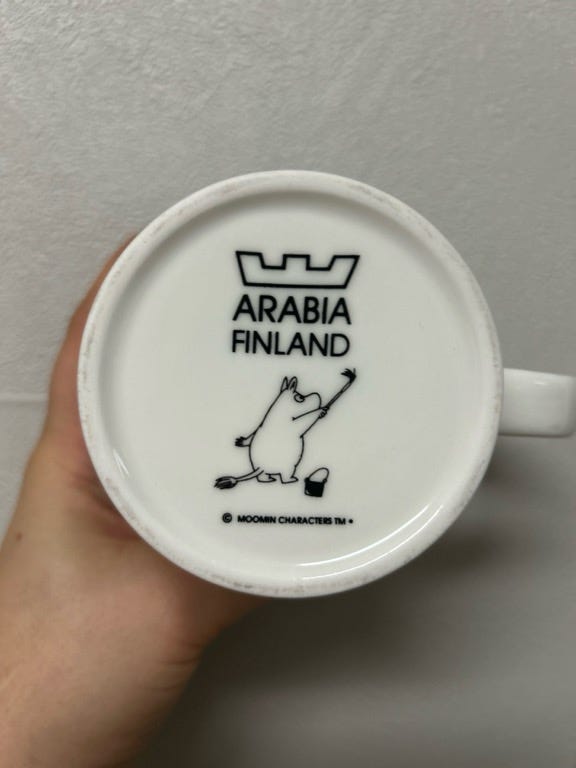 ARABIA
FINLAND
© MOOMIN CHARACTERS TM •